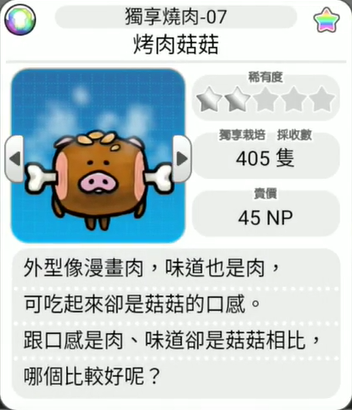 獨享燒肉-07
烤肉菇菇
稀有度
獨享栽培 採收數
405 隻
賣價
45 NP
外型像漫畫肉，味道也是肉，
可吃起來卻是菇菇的口感。
跟口感是肉、味道卻是菇菇相比，
哪個比較好呢？